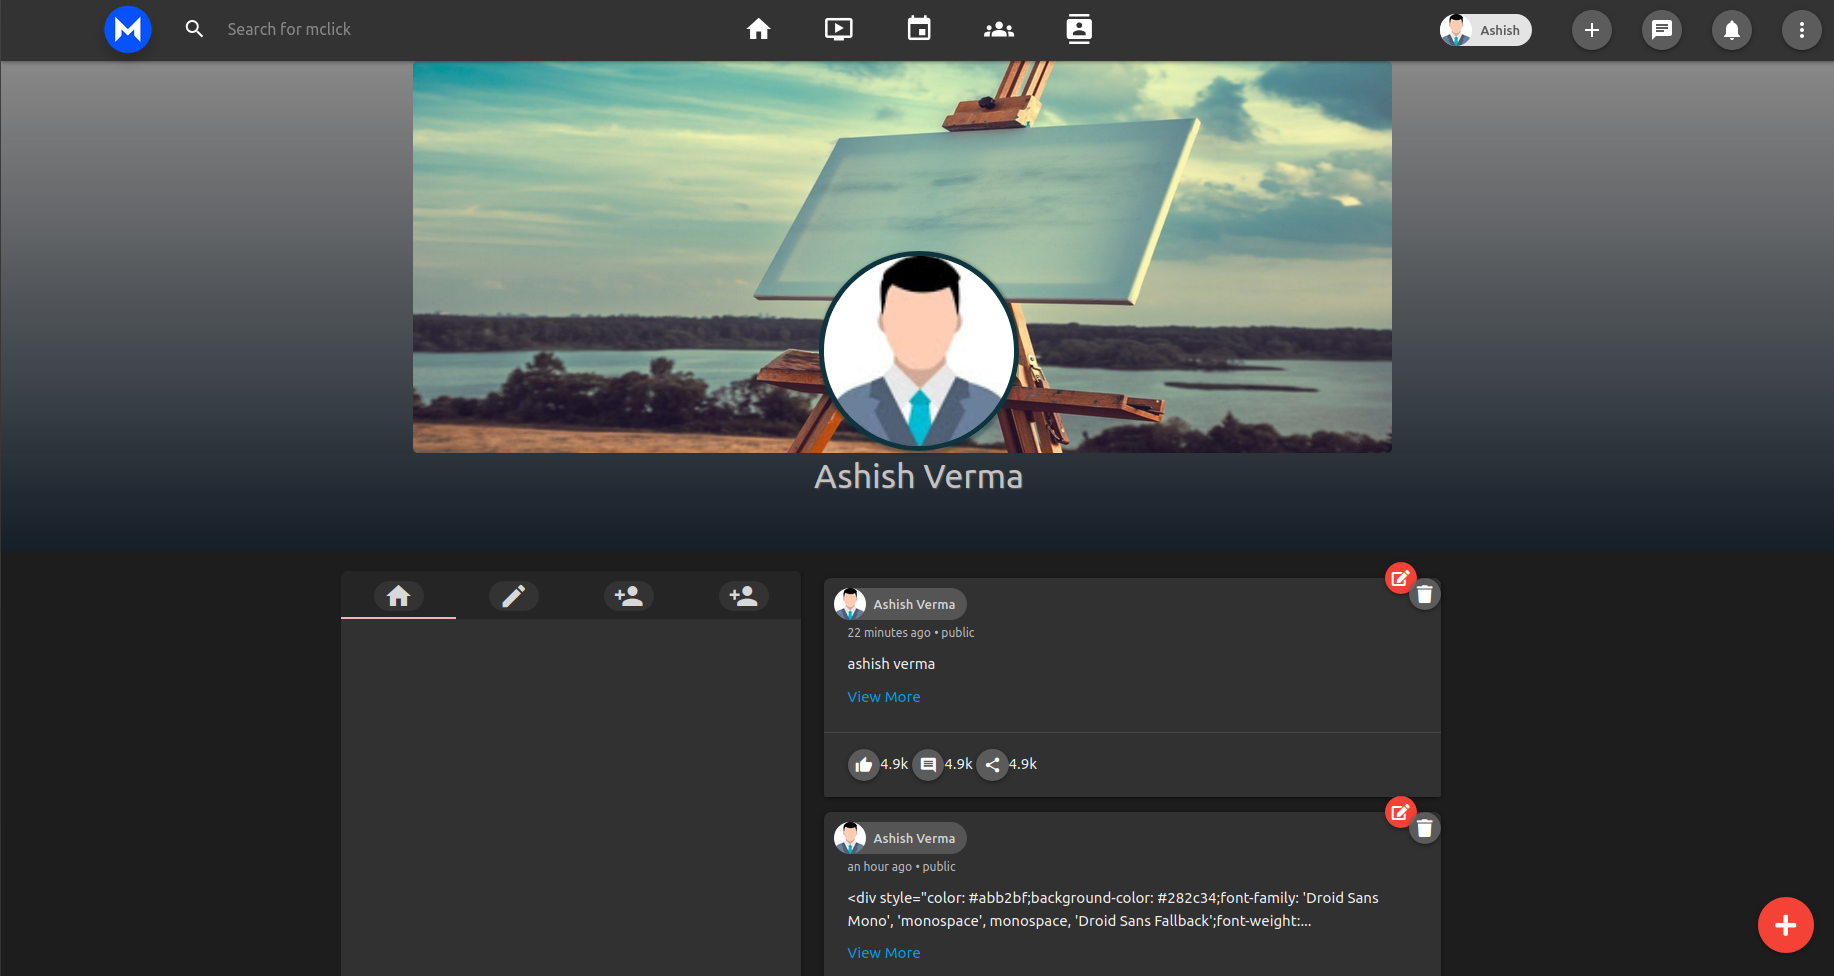 M
Search for mclick
Ashish
Ashish Verma
Ashish Verma
22 minutes ago • public
ashish verma
View More
4.9k 4.9k 4.9k
Ashish Verma
an hour ago • public
<div style="color: #abb2bf;background-color: #282c34;font-family: 'Droid Sans
Mono', 'monospace', monospace, 'Droid Sans Fallback';font-weight:...
View More